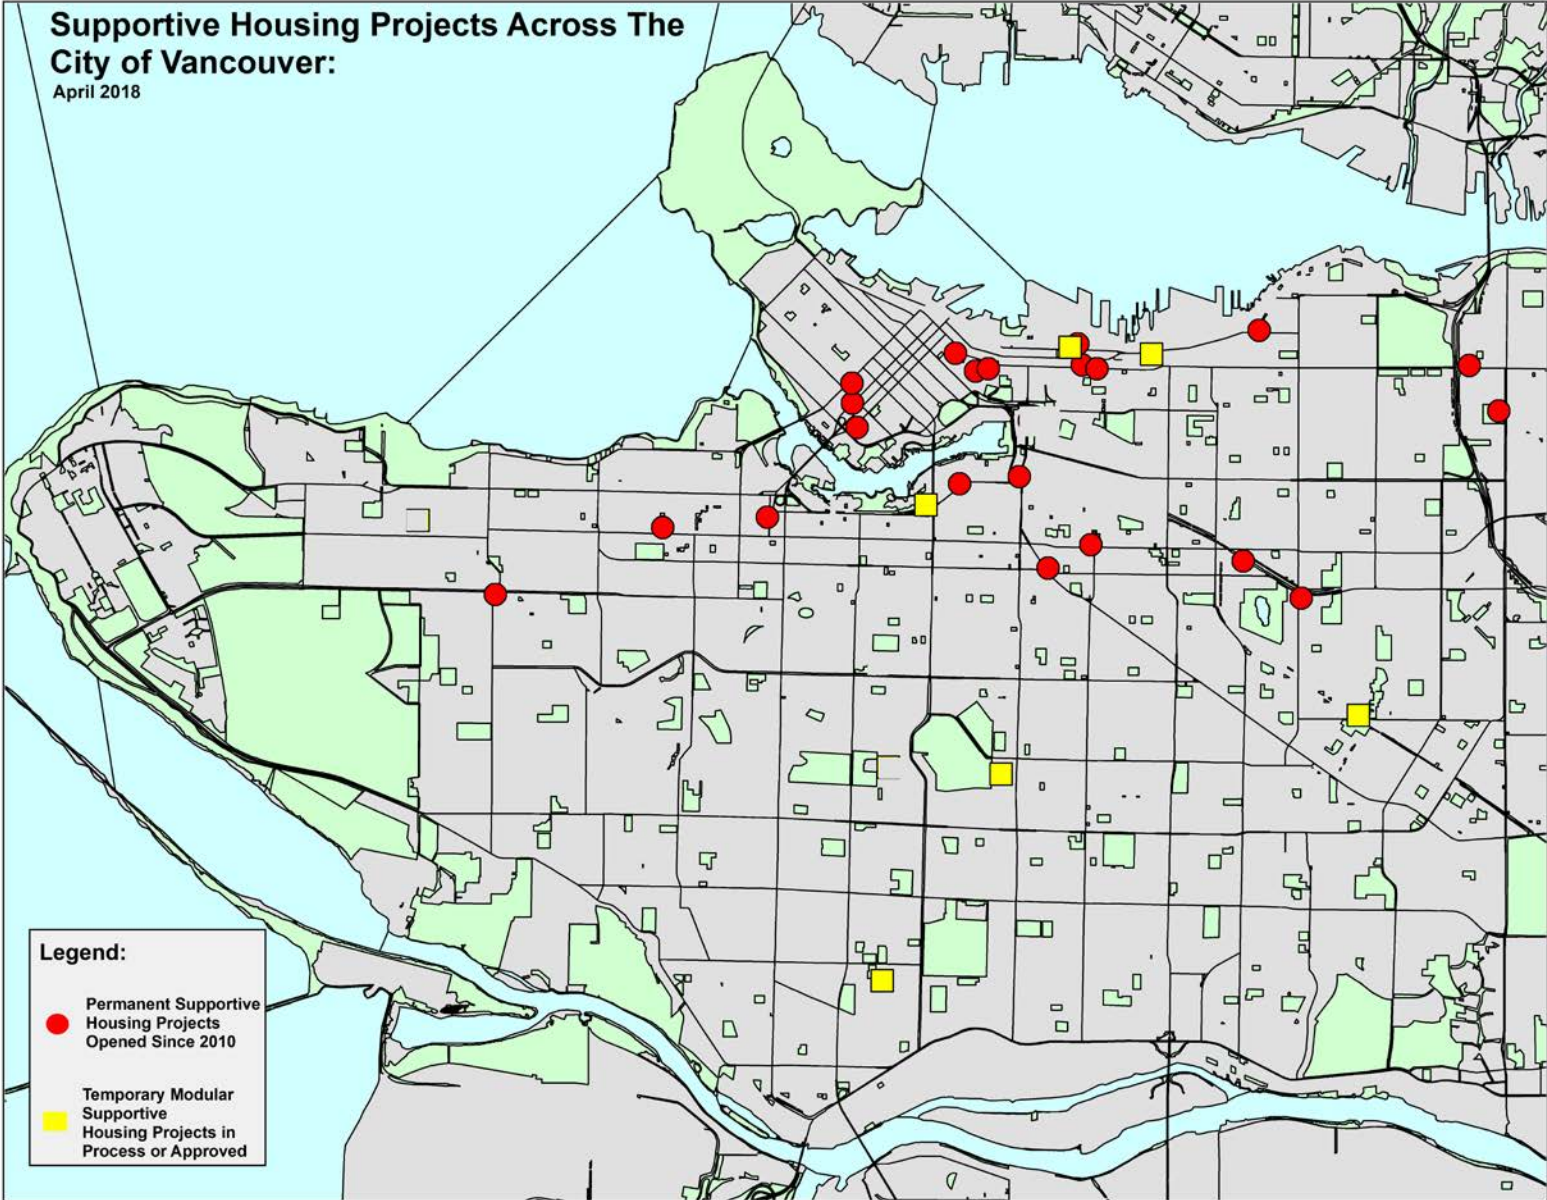 Supportive Housing Projects Across The
City of Vancouver:
April 2018
Legend:
Permanent Supportive
Housing Projects
Opened Since 2010
Temporary Modular
Supportive
Housing Projects in
Process or Approved